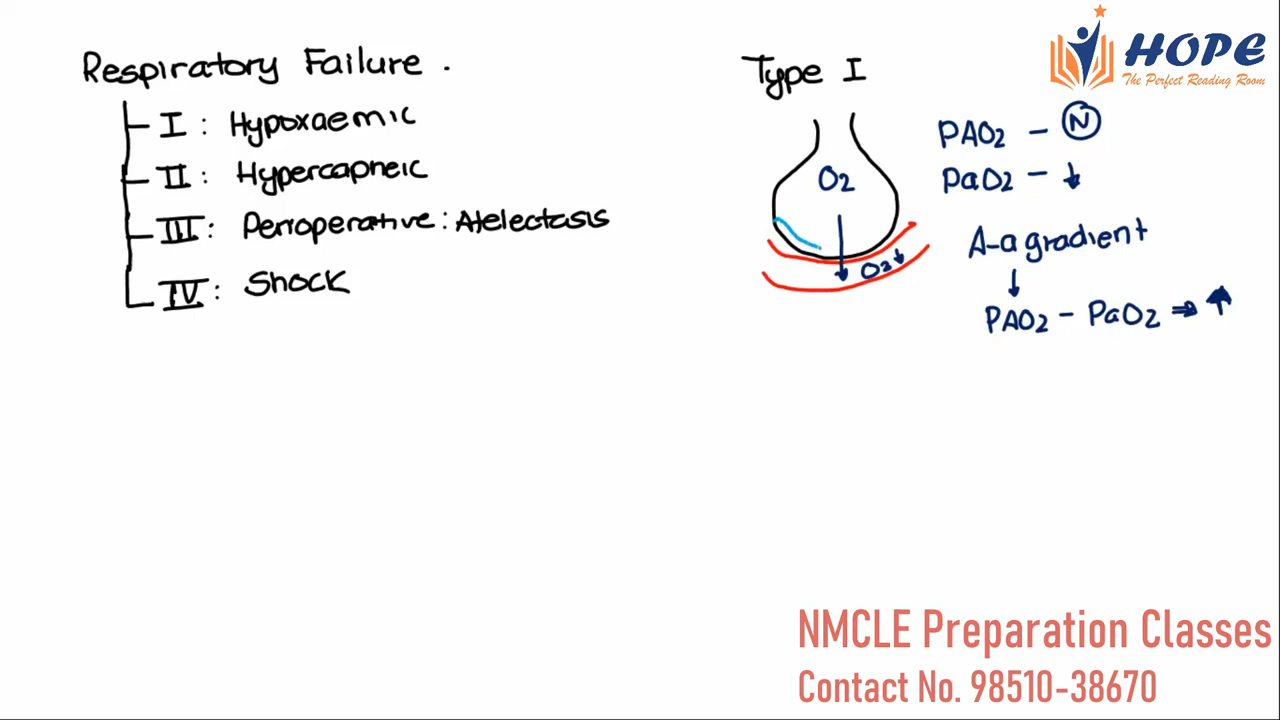 Respiratory Failure .
I : Hypoxaemic
II : Hypercapneic
III : Perioperative : Atelectasis
IV : Shock
Type I
O2
O2↓
PAO2 - N
PaO2 - ↓
A-a gradient
↓
PAO2 - PaO2 ⇒ ↑
HOPE
The Perfect Reading Room
NMCLE Preparation Classes
Contact No. 98510-38670